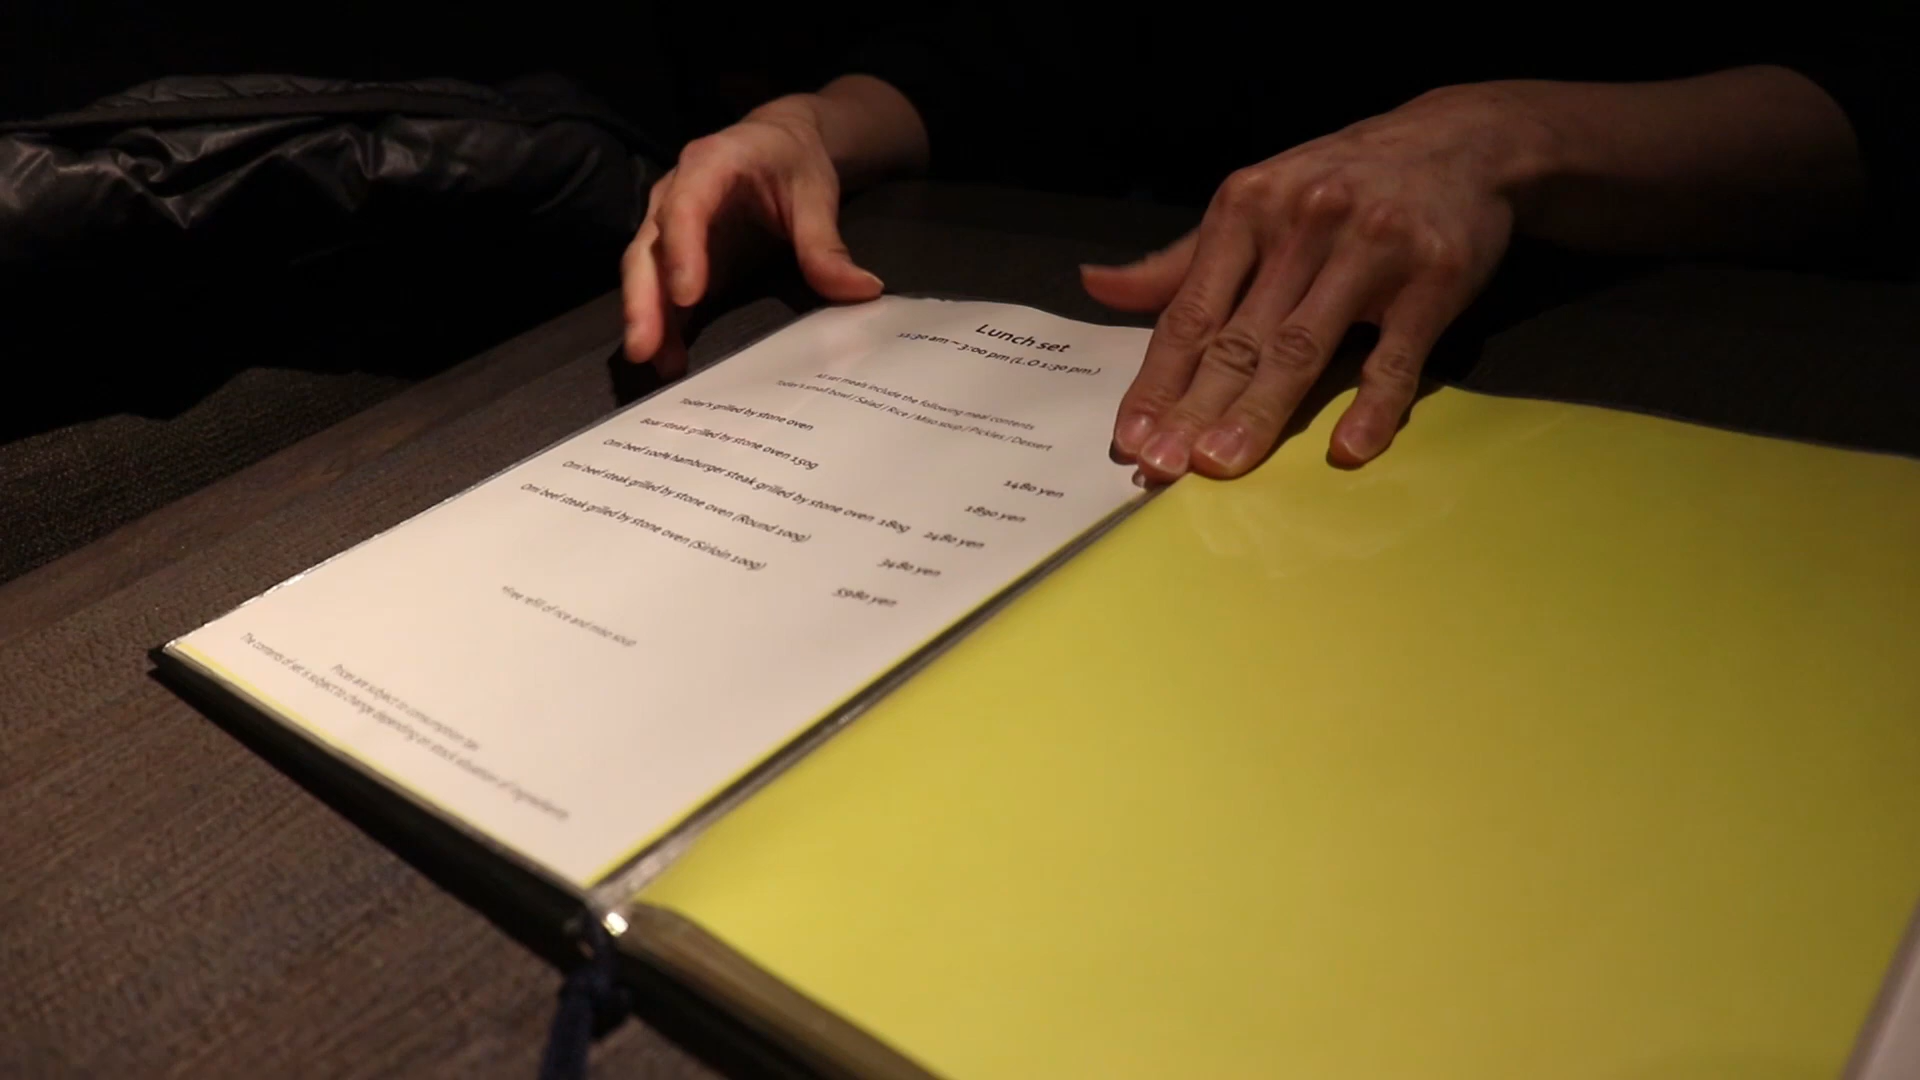 Lunch set
11:30 am ~ 3:00 pm (L.O 1:30 pm)
All set meals include the following meal contents
Today's small bowl / Salad / Rice / Miso soup / Pickles / Dessert
Today's grilled by stone oven 1480 yen
Boar steak grilled by stone oven 150g 1890 yen
Omi beef 100% hamburger steak grilled by stone oven 180g 2480 yen
Omi beef steak grilled by stone oven (Round 100g) 3480 yen
Omi beef steak grilled by stone oven (Sirloin 100g) 5980 yen
*Free refill of rice and miso soup
Prices are subject to consumption tax
The contents of set is subject to change depending on stock situation of ingredients